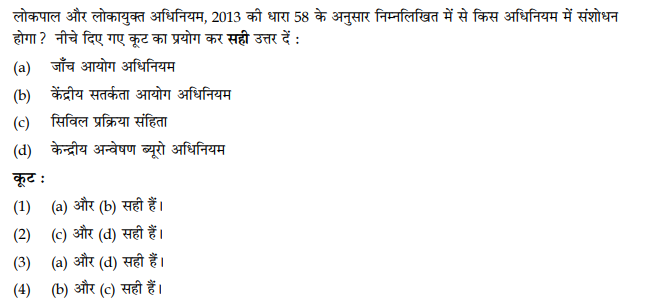 लोकपाल और लोकायुक्त अधिनियम, 2013 की धारा 58 के अनुसार निम्नलिखित में से किस अधिनियम में संशोधन
होगा ? नीचे दिए गए कूट का प्रयोग कर सही उत्तर दें :
(a) जाँच आयोग अधिनियम
(b) केंद्रीय सतर्कता आयोग अधिनियम
(c) सिविल प्रक्रिया संहिता
(d) केन्द्रीय अन्वेषण ब्यूरो अधिनियम
कूट :
(1) (a) और (b) सही हैं।
(2) (c) और (d) सही हैं।
(3) (a) और (d) सही हैं।
(4) (b) और (c) सही हैं।